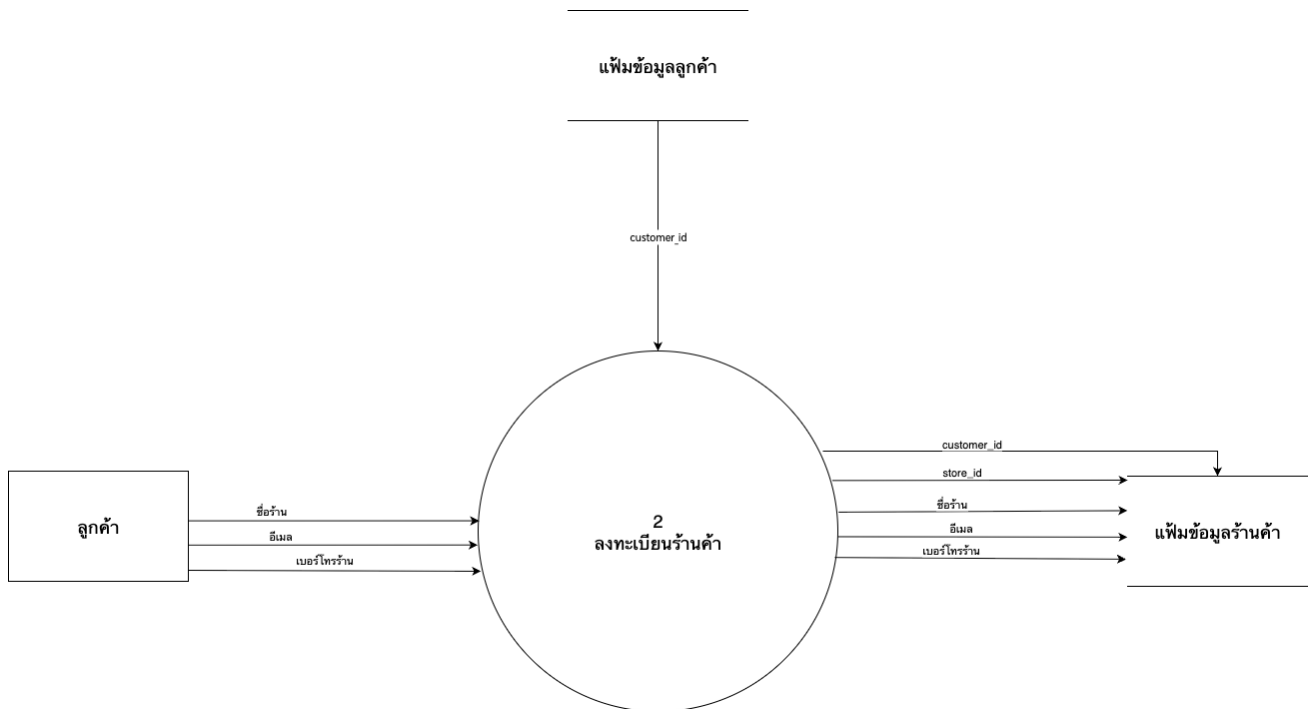 แฟ้มข้อมูลลูกค้า
customer_id
ลูกค้า
ชื่อร้าน
อีเมล
เบอร์โทรร้าน
2
ลงทะเบียนร้านค้า
customer_id
store_id
ชื่อร้าน
อีเมล
เบอร์โทรร้าน
แฟ้มข้อมูลร้านค้า